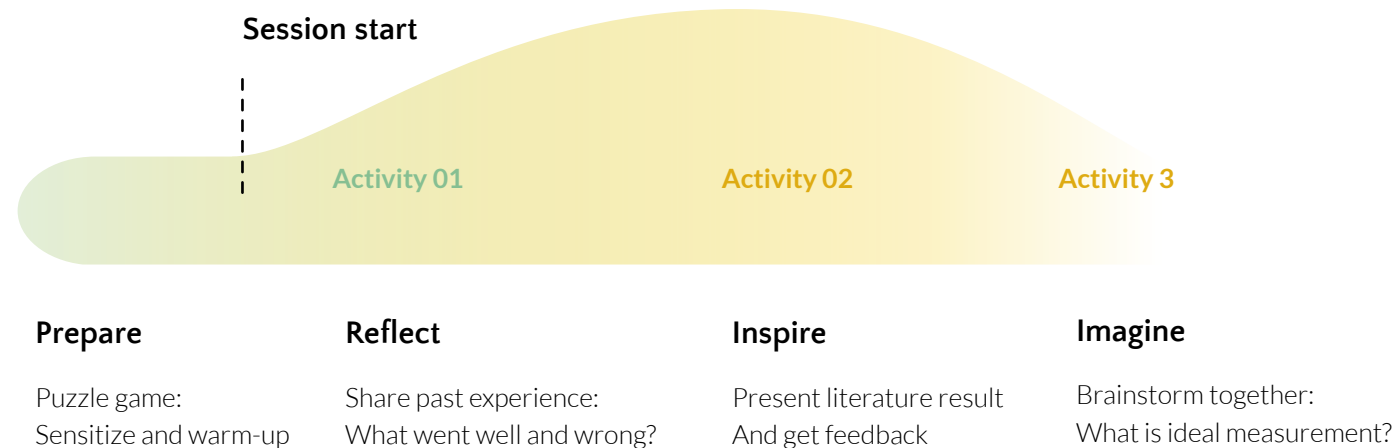 Session start
Activity 01
Activity 02
Activity 3
Prepare
Puzzle game:
Sensitize and warm-up
Reflect
Share past experience:
What went well and wrong?
Inspire
Present literature result
And get feedback
Imagine
Brainstorm together:
What is ideal measurement?